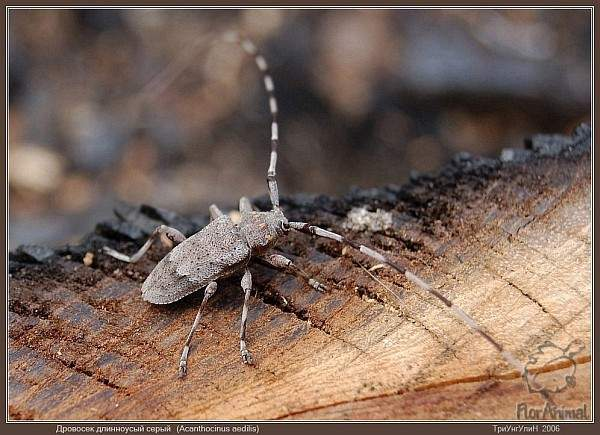 FlorAnimal
Дровосек длинноусый серый (Acanthocinus aedilis)
ТриУнгУлиН 2006